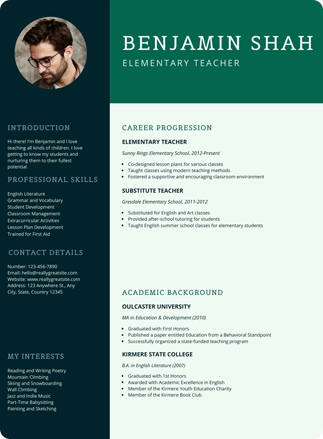 BENJAMIN SHAH
ELEMENTARY TEACHER
INTRODUCTION
Hi there! I'm Benjamin and I love
teaching all kinds of children. I love
getting to know my students and
nurturing them to their fullest
potential.
PROFESSIONAL SKILLS
English Literature
Grammar and Vocabulary
Student Development
Classroom Management
Extracurricular Activities
Lesson Plan Development
Trained for First Aid
CONTACT DETAILS
Number: 123-456-7890
Email: hello@reallygreatsite.com
Website: www.reallygreatsite.com
Address: 123 Anywhere St., Any
City, State, Country 12345
MY INTERESTS
Reading and Writing Poetry
Mountain Climbing
Skiing and Snowboarding
Wall Climbing
Jazz and Indie Music
Part-Time Babysitting
Painting and Sketching
CAREER PROGRESSION
ELEMENTARY TEACHER
Sunny Rings Elementary School, 2012-Present
• Co-designed lesson plans for various classes
• Taught classes using modern teaching methods
• Fostered a supportive and encouraging classroom environment
SUBSTITUTE TEACHER
Gresdale Elementary School, 2011-2012
• Substituted for English and Art classes
• Provided after-school tutoring for students
• Taught English summer school classes for elementary students
ACADEMIC BACKGROUND
OULCASTER UNIVERSITY
MA in Education & Development (2010)
• Graduated with First Honors
• Published a paper entitled Education from a Behavioral Standpoint
• Successfully organized a state-funded teaching program
KIRMERE STATE COLLEGE
B.A. in English Literature (2007)
• Graduated with 1st Honors
• Awarded with Academic Excellence in English
• Member of the Kirmere Youth Education Charity
• Member of the Kirmere Book Club